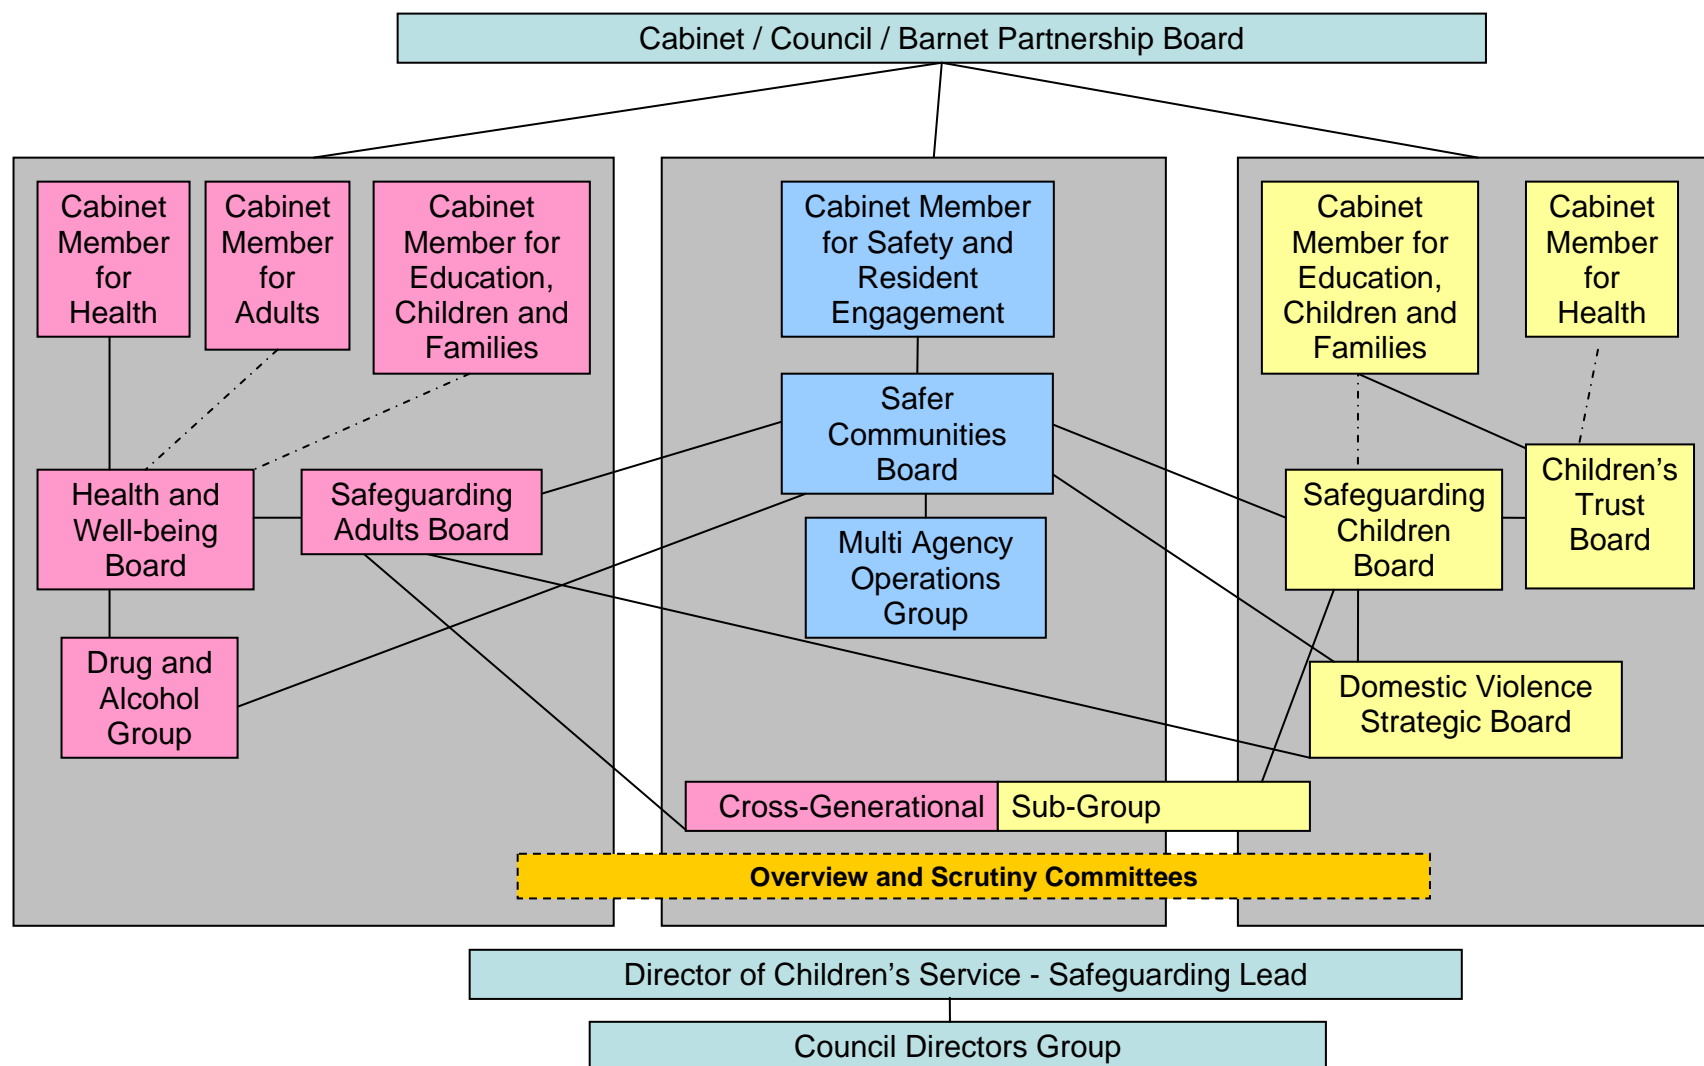 Cabinet / Council / Barnet Partnership Board
Cabinet
Member
for
Health
Cabinet
Member
for
Adults
Cabinet
Member for
Education,
Children and
Families
Cabinet Member
for Safety and
Resident
Engagement
Cabinet
Member for
Education,
Children and
Families
Cabinet
Member
for
Health
Safer
Communities
Board
Health and
Well-being
Board
Safeguarding
Adults Board
Multi Agency
Operations
Group
Safeguarding
Children
Board
Children’s
Trust
Board
Drug and
Alcohol
Group
Domestic Violence
Strategic Board
Cross-Generational Sub-Group
Overview and Scrutiny Committees
Director of Children’s Service - Safeguarding Lead
Council Directors Group